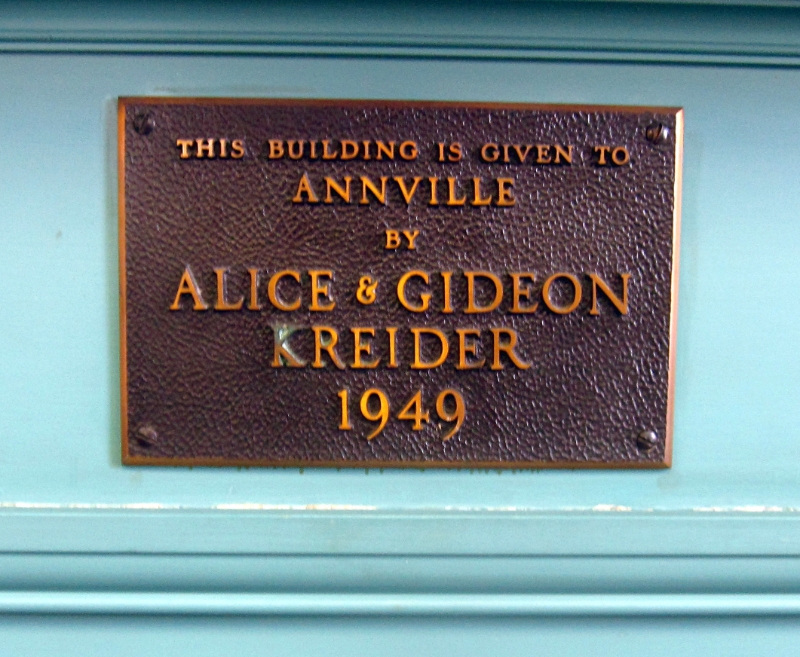 THIS BUILDING IS GIVEN TO
ANNVILLE
BY
ALICE & GIDEON
KREIDER
1949